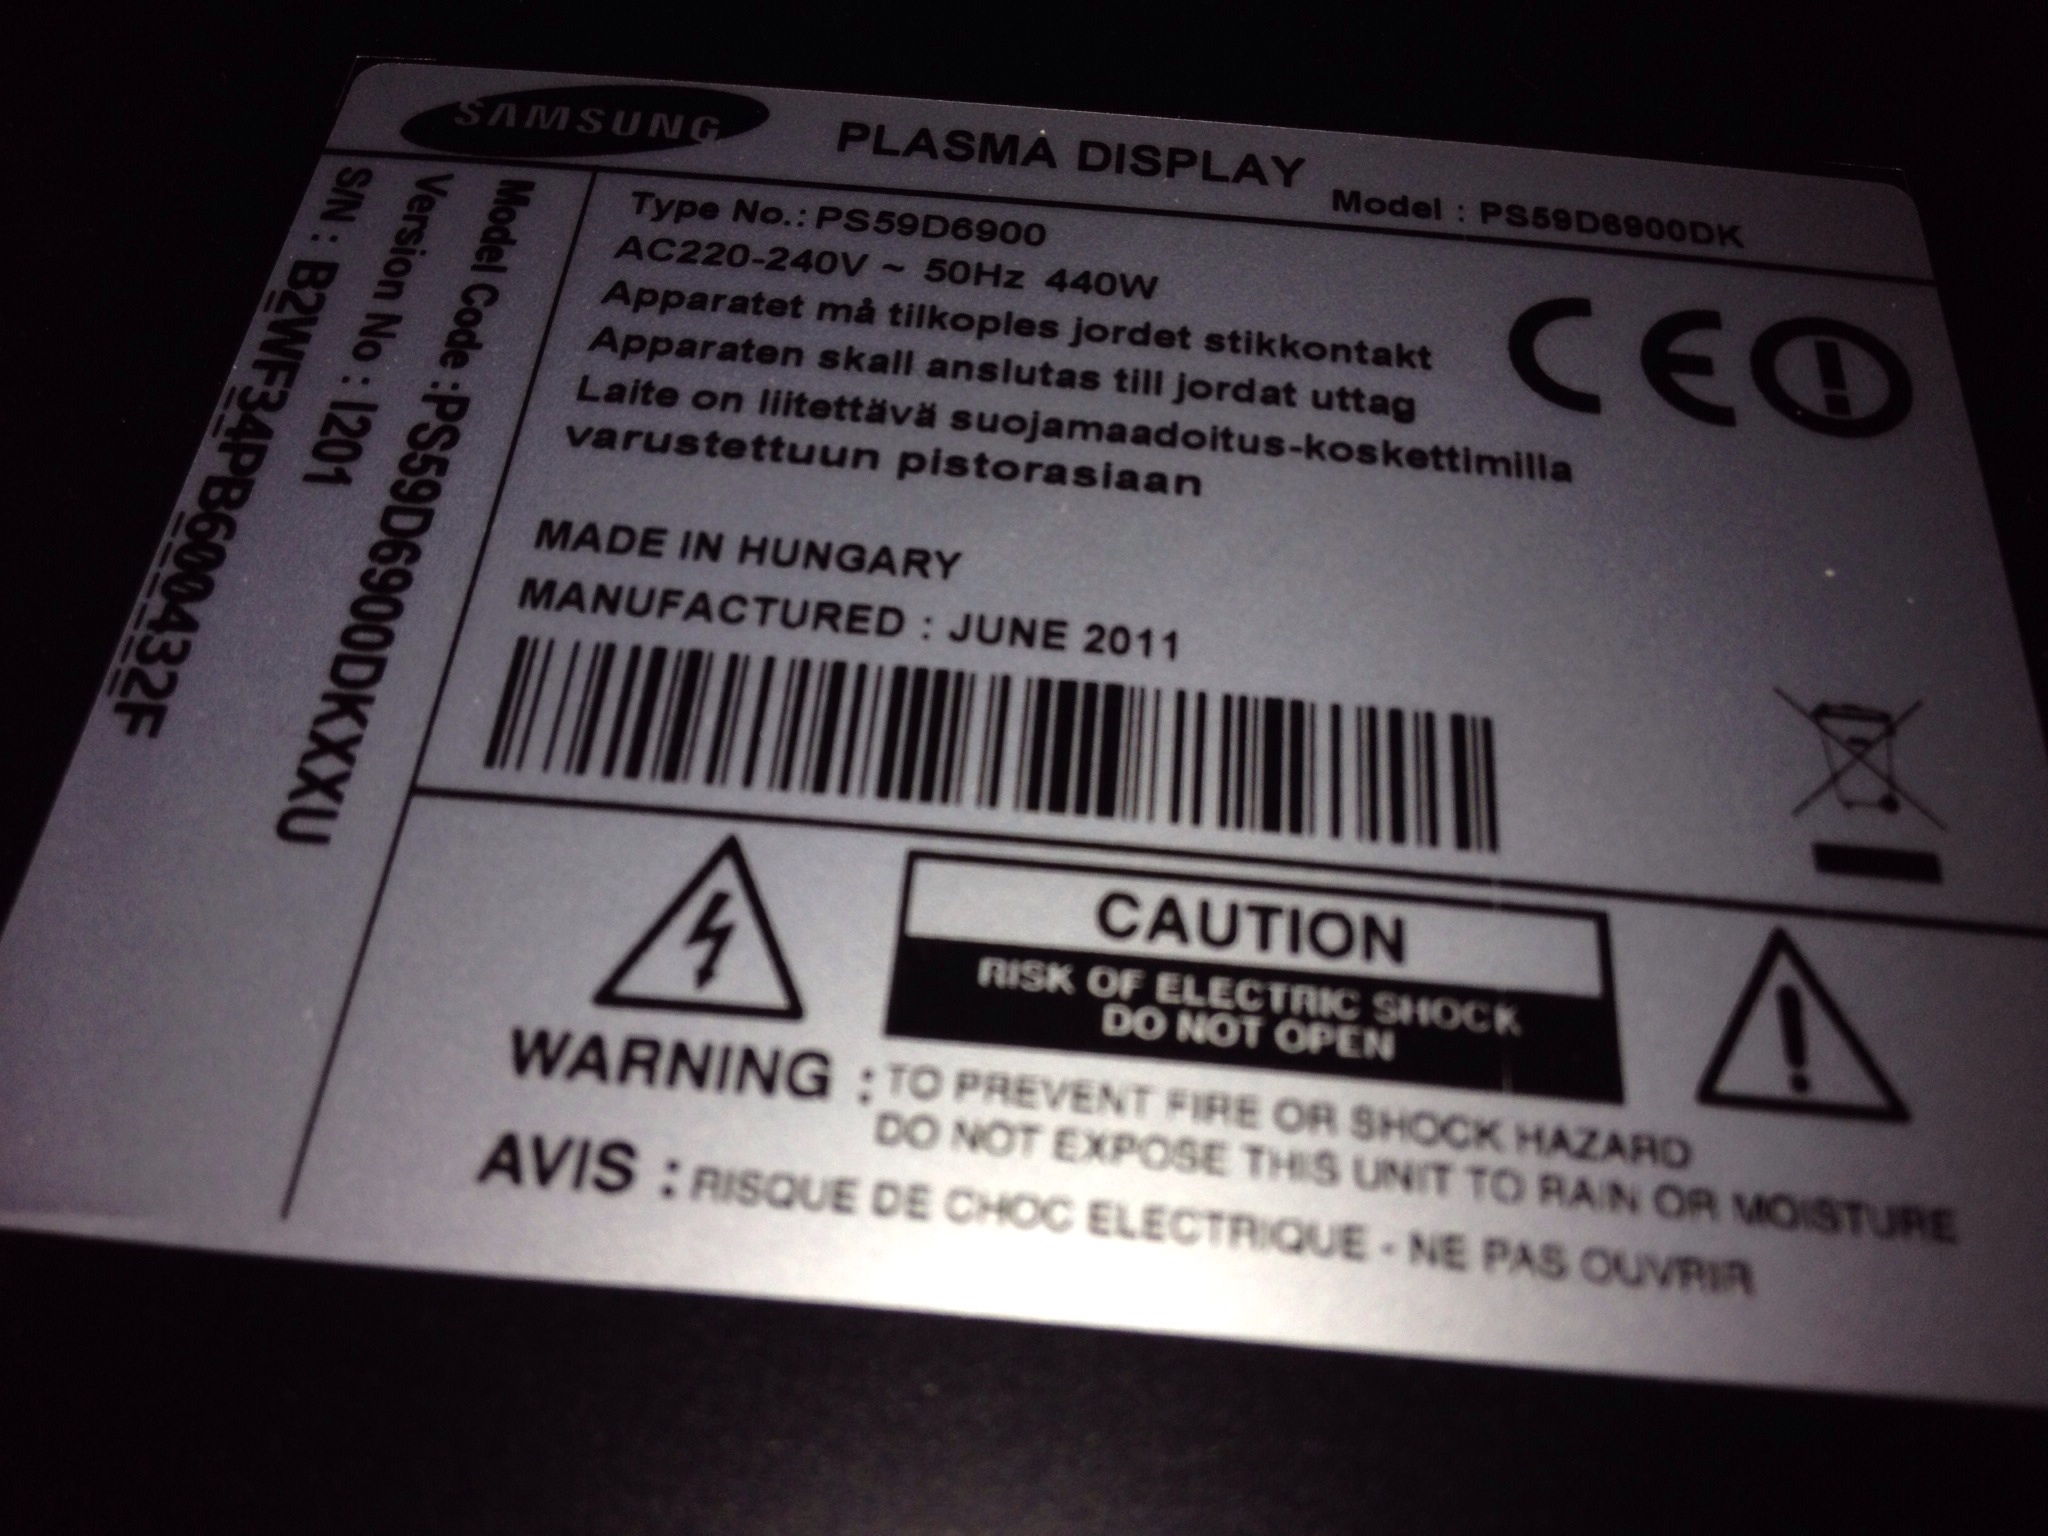 SAMSUNG
PLASMA DISPLAY
Model : PS59D6900DK
Type No.: PS59D6900
AC220-240V ~ 50Hz 440W
Apparatet må tilkoples jordet stikkontakt
Apparaten skall anslutas till jordat uttag
Laite on liitettävä suojamaadoitus-koskettimilla
varustettuun pistorasiaan
MADE IN HUNGARY
MANUFACTURED : JUNE 2011
CE
Model Code : PS59D6900DKXXU
Version No : I201
S/N : B2WF34PB600432F
CAUTION
RISK OF ELECTRIC SHOCK
DO NOT OPEN
WARNING : TO PREVENT FIRE OR SHOCK HAZARD
DO NOT EXPOSE THIS UNIT TO RAIN OR MOISTURE
AVIS : RISQUE DE CHOC ELECTRIQUE - NE PAS OUVRIR